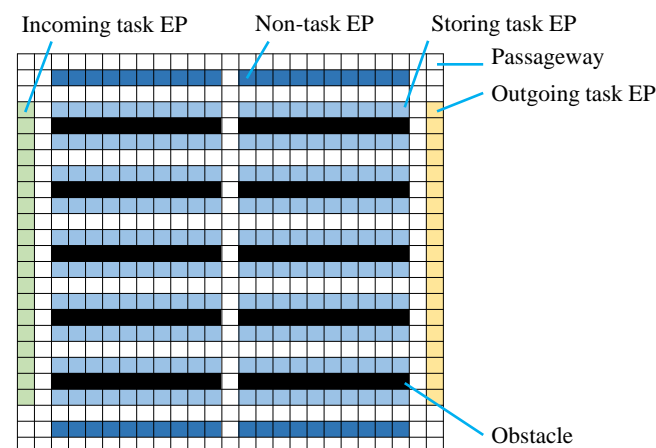 Incoming task EP
Non-task EP
Storing task EP
Passageway
Outgoing task EP
Obstacle